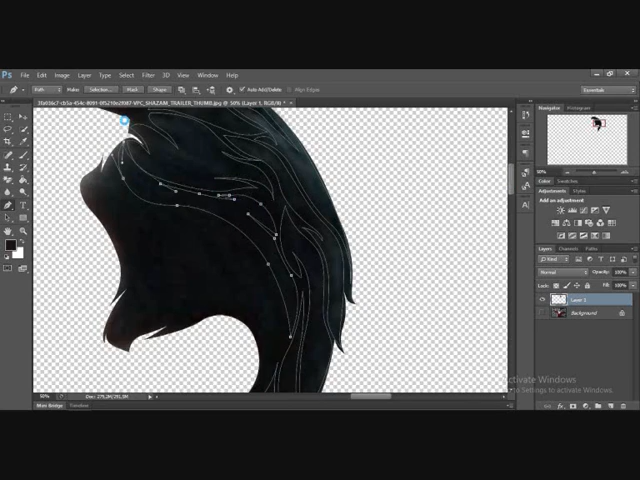 Ps File Edit Image Layer Type Select Filter 3D View Window Help
Path Make: Selection... Mask Shape Auto Add/Delete Align Edges Essentials
Navigator Histogram
50%
Color Swatches
Adjustments Styles
Add an adjustment
Layers Channels Paths
Kind
Normal Opacity: 100%
Lock: Fill: 100%
Layer 1
Background
Activate Windows
Go to Settings to activate Windows.
50%
Mini Bridge Timeline